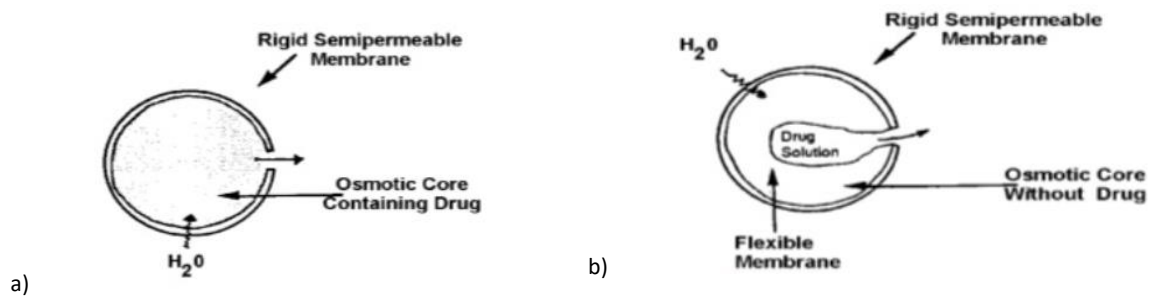 Rigid Semipermeable
Membrane
Osmotic Core
Containing Drug
H₂0
a)
H₂0
Rigid Semipermeable
Membrane
Drug
Solution
Osmotic Core
Without Drug
Flexible
Membrane
b)